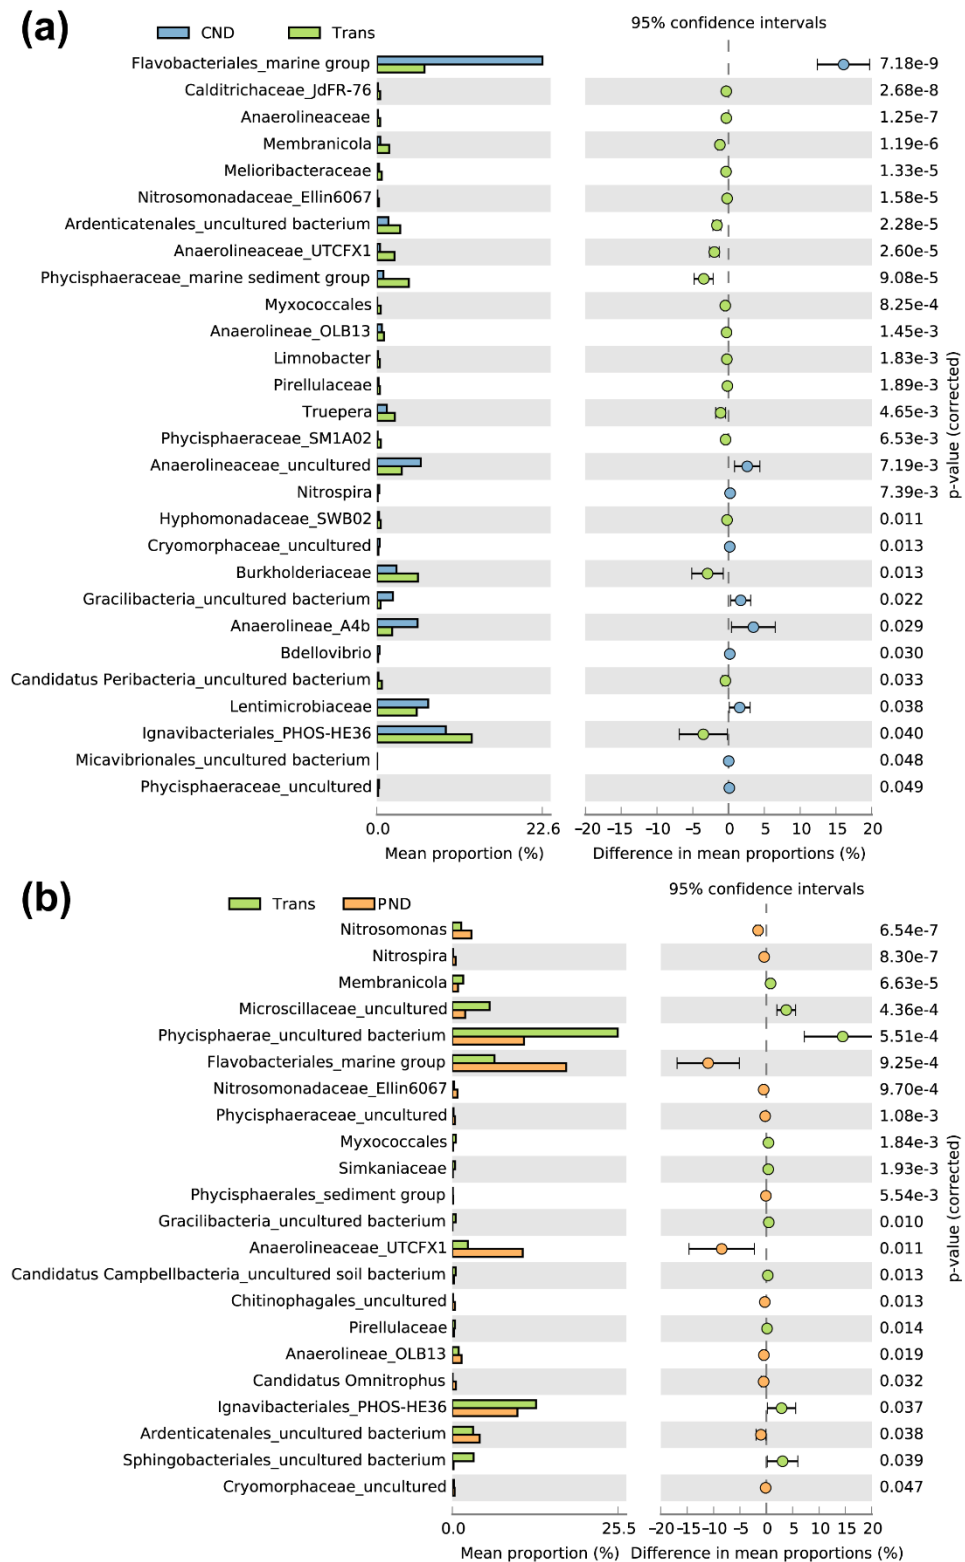 (a)
CND Trans
95% confidence intervals
Flavobacteriales_marine group 7.18e-9
Calditrichaceae_JdFR-76 2.68e-8
Anaerolineaceae 1.25e-7
Membranicola 1.19e-6
Melioribacteraceae 1.33e-5
Nitrosomonadaceae_Ellin6067 1.58e-5
Ardenticatenales_uncultured bacterium 2.28e-5
Anaerolineaceae_UTCFX1 2.60e-5
Phycisphaeraceae_marine sediment group 9.08e-5
Myxococcales 8.25e-4
Anaerolineae_OLB13 1.45e-3
Limnobacter 1.83e-3
Pirellulaceae 1.89e-3
Truepera 4.65e-3
Phycisphaeraceae_SM1A02 6.53e-3
Anaerolineaceae_uncultured 7.19e-3
Nitrospira 7.39e-3
Hyphomonadaceae_SWB02 0.011
Cryomorphaceae_uncultured 0.013
Burkholderiaceae 0.013
Gracilibacteria_uncultured bacterium 0.022
Anaerolineae_A4b 0.029
Bdellovibrio 0.030
Candidatus Peribacteria_uncultured bacterium 0.033
Lentimicrobiaceae 0.038
Ignavibacteriales_PHOS-HE36 0.040
Micavibrionales_uncultured bacterium 0.048
Phycisphaeraceae_uncultured 0.049
p-value (corrected)
0.0 22.6 −20 −15 −10 −5 0 5 10 15 20
Mean proportion (%) Difference in mean proportions (%)
(b)
Trans PND
95% confidence intervals
Nitrosomonas 6.54e-7
Nitrospira 8.30e-7
Membranicola 6.63e-5
Microscillaceae_uncultured 4.36e-4
Phycisphaerae_uncultured bacterium 5.51e-4
Flavobacteriales_marine group 9.25e-4
Nitrosomonadaceae_Ellin6067 9.70e-4
Phycisphaeraceae_uncultured 1.08e-3
Myxococcales 1.84e-3
Simkaniaceae 1.93e-3
Phycisphaerales_sediment group 5.54e-3
Gracilibacteria_uncultured bacterium 0.010
Anaerolineaceae_UTCFX1 0.011
Candidatus Campbellbacteria_uncultured soil bacterium 0.013
Chitinophagales_uncultured 0.013
Pirellulaceae 0.014
Anaerolineae_OLB13 0.019
Candidatus Omnitrophus 0.032
Ignavibacteriales_PHOS-HE36 0.037
Ardenticatenales_uncultured bacterium 0.038
Sphingobacteriales_uncultured bacterium 0.039
Cryomorphaceae_uncultured 0.047
p-value (corrected)
0.0 25.5 −20 −15 −10 −5 0 5 10 15 20
Mean proportion (%) Difference in mean proportions (%)